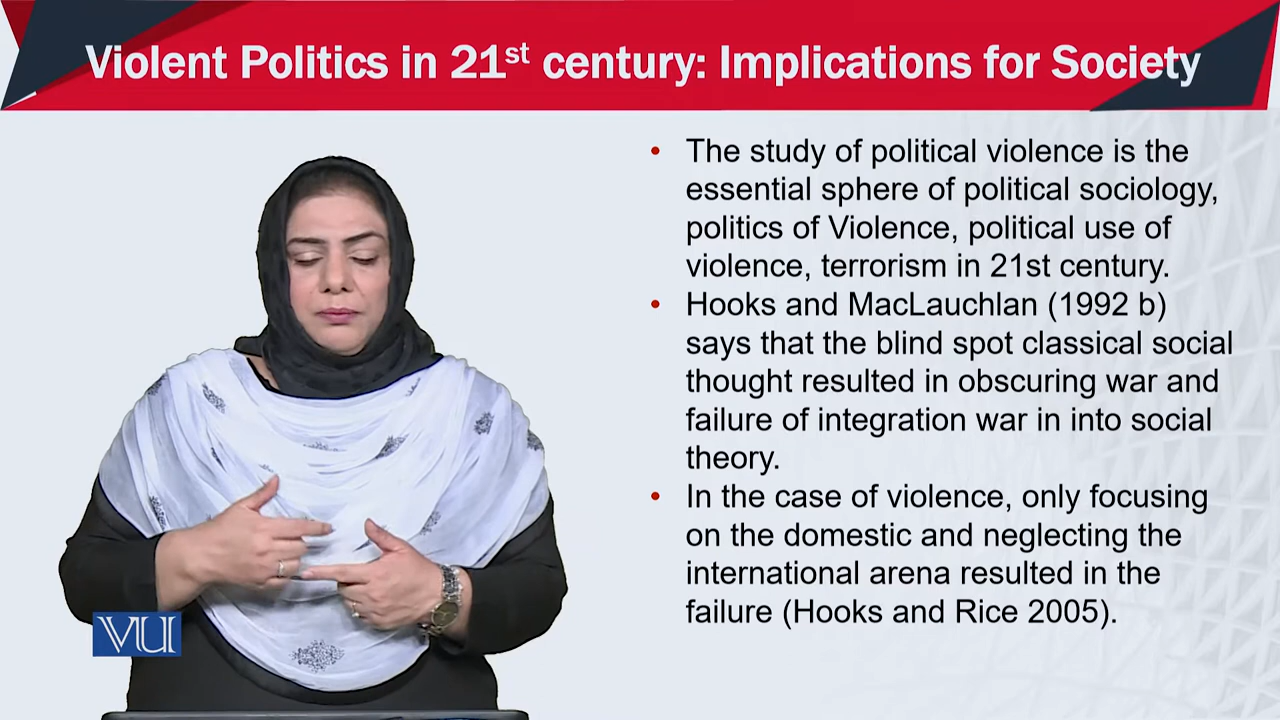 Violent Politics in 21st century: Implications for Society
• The study of political violence is the
essential sphere of political sociology,
politics of Violence, political use of
violence, terrorism in 21st century.
• Hooks and MacLauchlan (1992 b)
says that the blind spot classical social
thought resulted in obscuring war and
failure of integration war in into social
theory.
• In the case of violence, only focusing
on the domestic and neglecting the
international arena resulted in the
failure (Hooks and Rice 2005).
VU